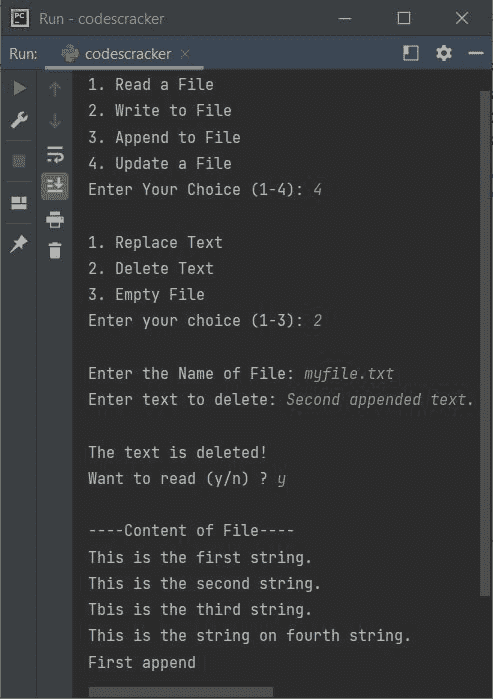 PC
Run - codescracker
Run: codescracker
1. Read a File
2. Write to File
3. Append to File
4. Update a File
Enter Your Choice (1-4): 4
1. Replace Text
2. Delete Text
3. Empty File
Enter your choice (1-3): 2
Enter the Name of File: myfile.txt
Enter text to delete: Second appended text.
The text is deleted!
Want to read (y/n) ? y
----Content of File----
This is the first string.
This is the second string.
Tbis is the third string.
This is the string on fourth string.
First append